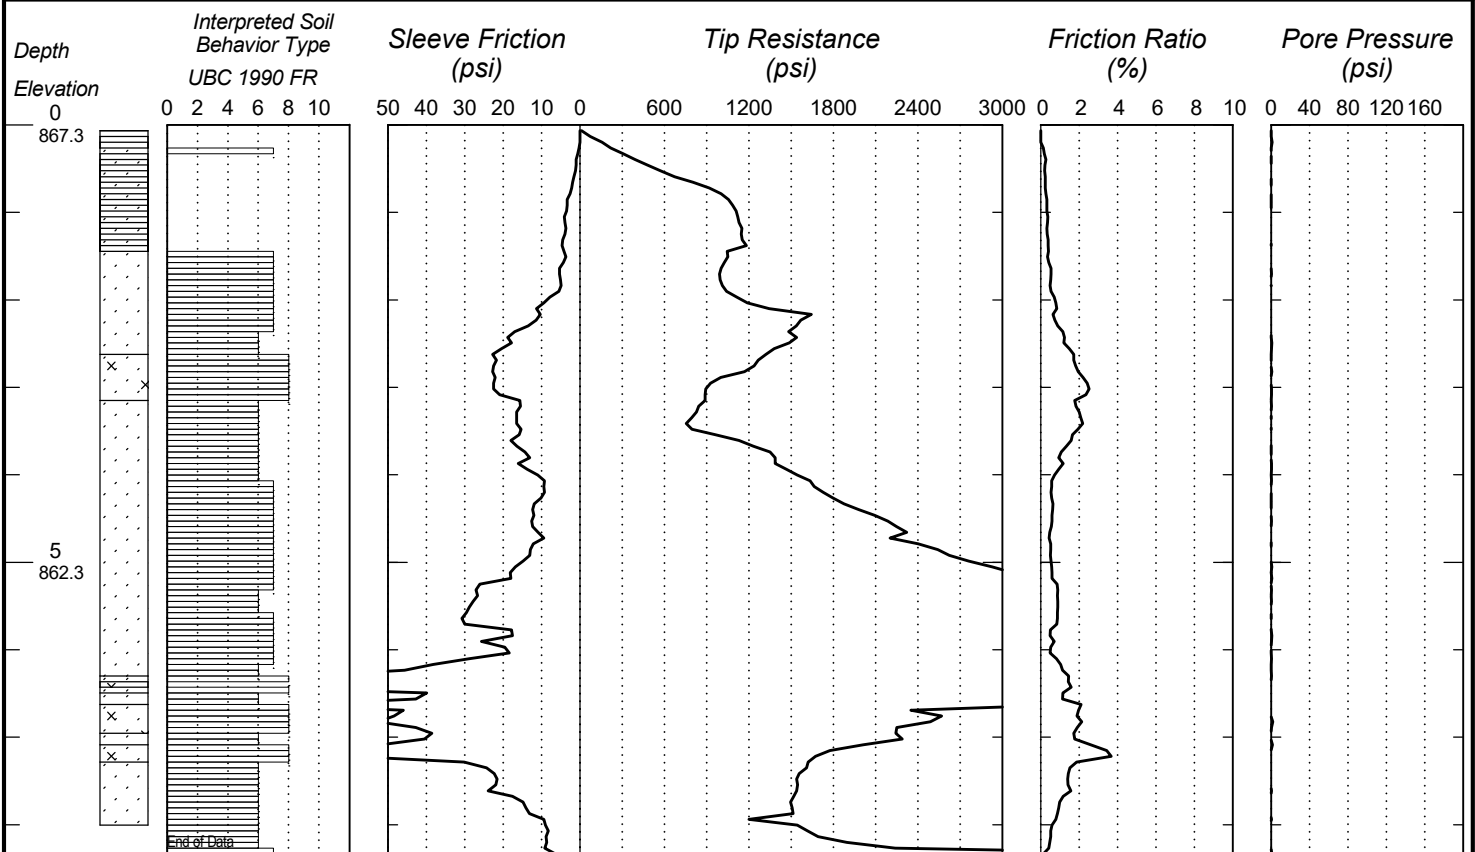 Depth
Elevation
Interpreted Soil
Behavior Type
UBC 1990 FR
Sleeve Friction
(psi)
Tip Resistance
(psi)
Friction Ratio
(%)
Pore Pressure
(psi)
0 2 4 6 8 10
50 40 30 20 10 0
600 1200 1800 2400 3000
0 2 4 6 8 10
0 40 80 120 160
0
867.3
5
862.3
End of Data